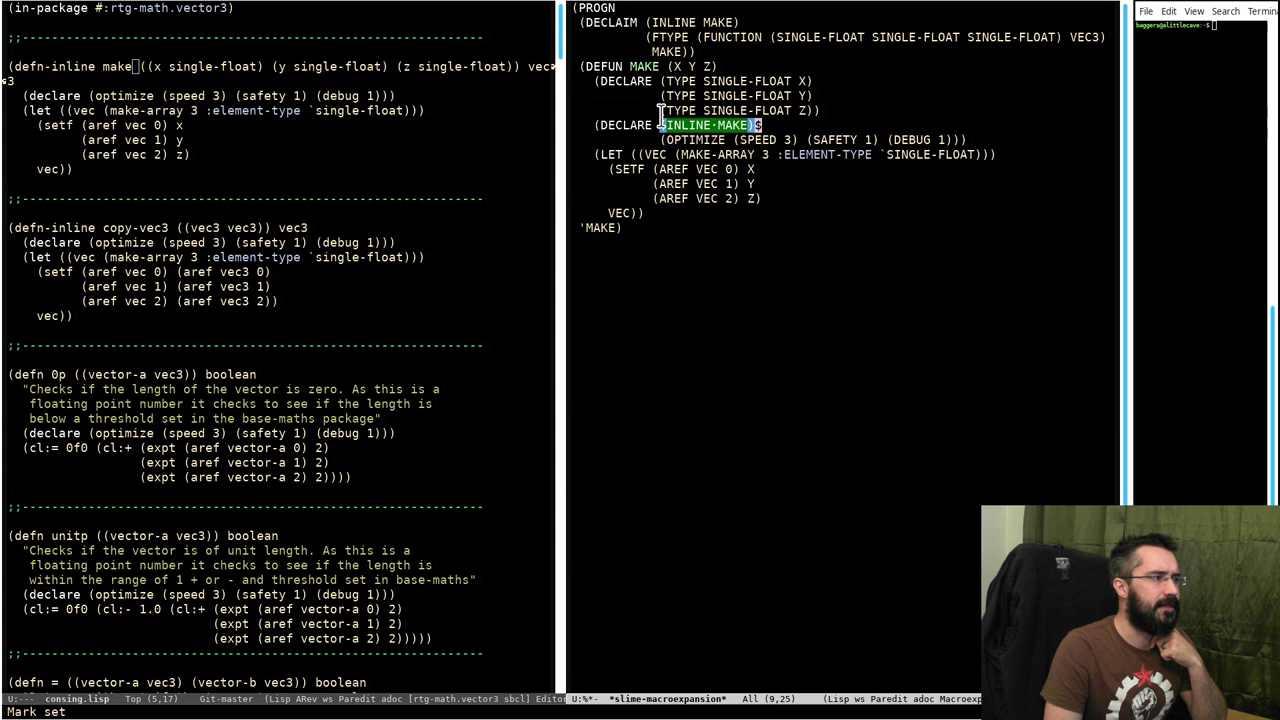 (in-package #:rtg-math.vector3)
;;----------------------------------------------------------------
(defn-inline make ((x single-float) (y single-float) (z single-float)) vec
3
(declare (optimize (speed 3) (safety 1) (debug 1)))
(let ((vec (make-array 3 :element-type `single-float)))
(setf (aref vec 0) x
(aref vec 1) y
(aref vec 2) z)
vec))
;;----------------------------------------------------------------
(defn-inline copy-vec3 ((vec3 vec3)) vec3
(declare (optimize (speed 3) (safety 1) (debug 1)))
(let ((vec (make-array 3 :element-type `single-float)))
(setf (aref vec 0) (aref vec3 0)
(aref vec 1) (aref vec3 1)
(aref vec 2) (aref vec3 2))
vec))
;;----------------------------------------------------------------
(defn 0p ((vector-a vec3)) boolean
"Checks if the length of the vector is zero. As this is a
floating point number it checks to see if the length is
below a threshold set in the base-maths package"
(declare (optimize (speed 3) (safety 1) (debug 1)))
(cl:= 0f0 (cl:+ (expt (aref vector-a 0) 2)
(expt (aref vector-a 1) 2)
(expt (aref vector-a 2) 2))))
;;----------------------------------------------------------------
(defn unitp ((vector-a vec3)) boolean
"Checks if the vector is of unit length. As this is a
floating point number it checks to see if the length is
within the range of 1 + or - and threshold set in base-maths"
(declare (optimize (speed 3) (safety 1) (debug 1)))
(cl:= 0f0 (cl:- 1.0 (cl:+ (expt (aref vector-a 0) 2)
(expt (aref vector-a 1) 2)
(expt (aref vector-a 2) 2)))))
;;----------------------------------------------------------------
(defn = ((vector-a vec3) (vector-b vec3)) boolean
U:--- consing.lisp Top (5,17) Git-master (Lisp ARev ws Paredit adoc [rtg-math.vector3 sbcl] Editor
Mark set
(PROGN
(DECLAIM (INLINE MAKE)
(FTYPE (FUNCTION (SINGLE-FLOAT SINGLE-FLOAT SINGLE-FLOAT) VEC3)
MAKE))
(DEFUN MAKE (X Y Z)
(DECLARE (TYPE SINGLE-FLOAT X)
(TYPE SINGLE-FLOAT Y)
(TYPE SINGLE-FLOAT Z))
(DECLARE (INLINE·MAKE)$
(OPTIMIZE (SPEED 3) (SAFETY 1) (DEBUG 1)))
(LET ((VEC (MAKE-ARRAY 3 :ELEMENT-TYPE `SINGLE-FLOAT)))
(SETF (AREF VEC 0) X
(AREF VEC 1) Y
(AREF VEC 2) Z)
VEC))
'MAKE)
U:%*- *slime-macroexpansion* All (9,25) (Lisp ws Paredit adoc Macroexp
File Edit View Search Termin
baggers@alittlecave:~$